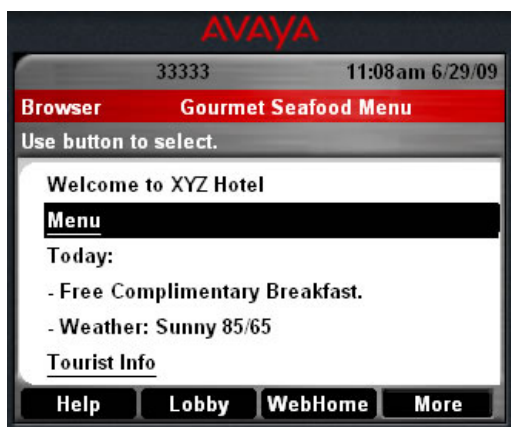 AVAYA
33333 11:08am 6/29/09
Browser Gourmet Seafood Menu
Use button to select.
Welcome to XYZ Hotel
Menu
Today:
- Free Complimentary Breakfast.
- Weather: Sunny 85/65
Tourist Info
Help Lobby WebHome More